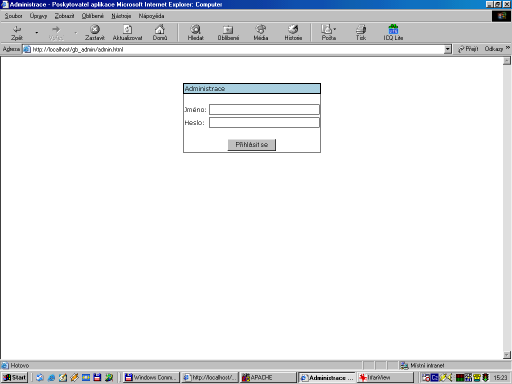 Administrace - Poskytovatel aplikace Microsoft Internet Explorer: Computer
Soubor Úpravy Zobrazit Oblíbené Nástroje Nápověda
Zpět Vpřed Zastavit Aktualizovat Domů Hledat Oblíbené Média Historie Pošta Tisk ICQ Lite
Adresa http://localhost/gb_admin/admin.html Přejít Odkazy »
Administrace
Jméno:
Heslo:
Přihlásit se
Hotovo Místní intranet
Start Windows Comm... http://localhost/... APACHE Administrace ... IrfanView 15:23